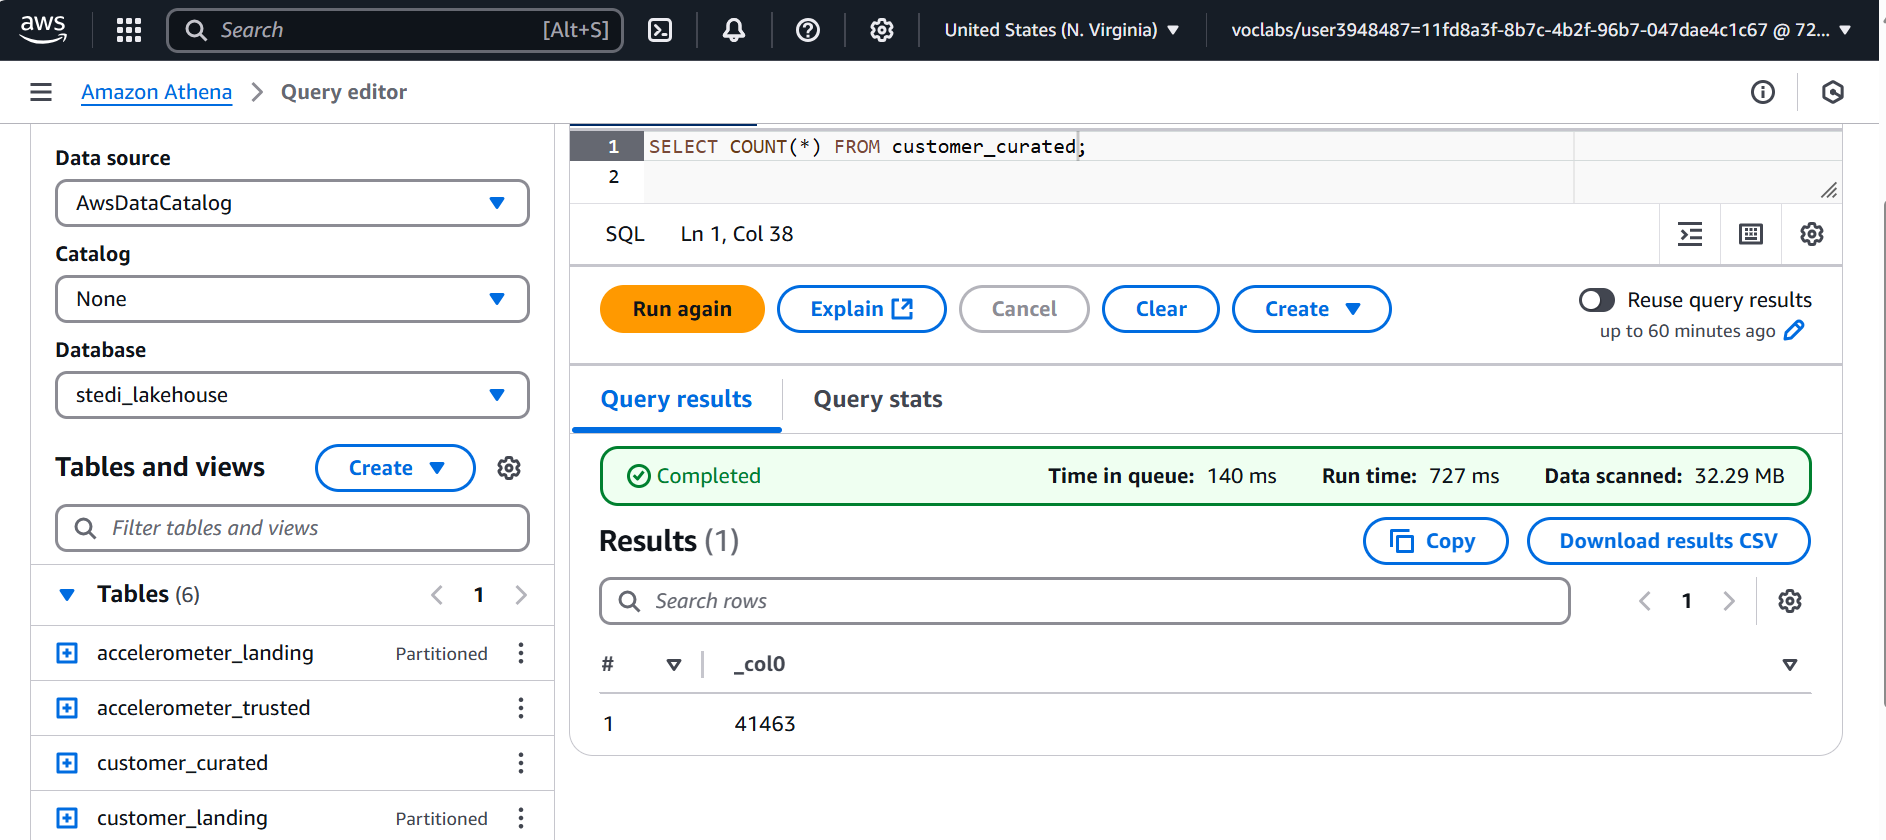 aws
Search [Alt+S]
United States (N. Virginia)
voclabs/user3948487=11fd8a3f-8b7c-4b2f-96b7-047dae4c1c67 @ 72...
Amazon Athena
Query editor
Data source
AwsDataCatalog
Catalog
None
Database
stedi_lakehouse
Tables and views
Create
Filter tables and views
Tables (6)
1
accelerometer_landing Partitioned
accelerometer_trusted
customer_curated
customer_landing Partitioned
1 SELECT COUNT(*) FROM customer_curated;
2
SQL Ln 1, Col 38
Run again
Explain
Cancel
Clear
Create
Reuse query results
up to 60 minutes ago
Query results
Query stats
Completed
Time in queue: 140 ms
Run time: 727 ms
Data scanned: 32.29 MB
Results (1)
Copy
Download results CSV
Search rows
1
# _col0
1 41463